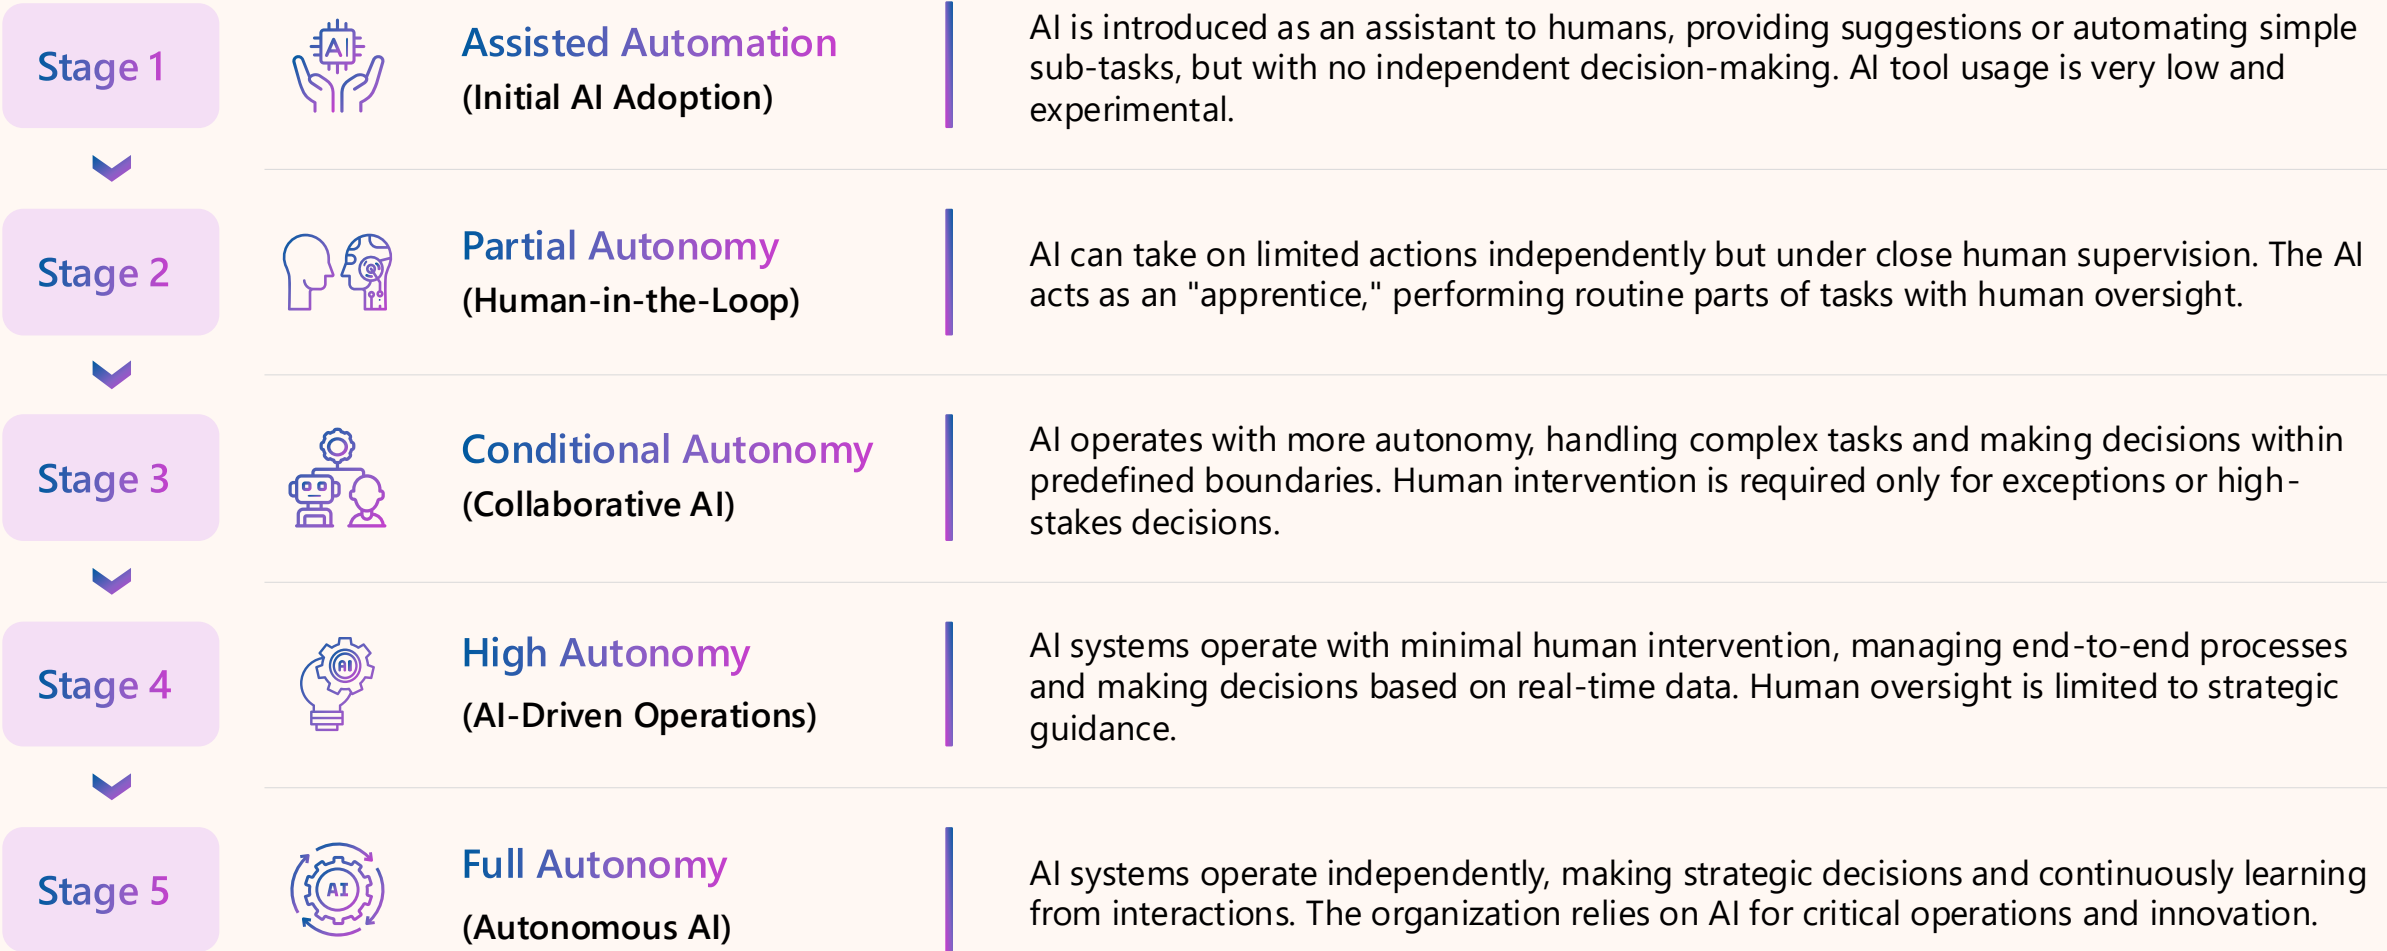 Stage 1
AI
Assisted Automation
(Initial AI Adoption)
AI is introduced as an assistant to humans, providing suggestions or automating simple
sub-tasks, but with no independent decision-making. AI tool usage is very low and
experimental.
Stage 2
Partial Autonomy
(Human-in-the-Loop)
AI can take on limited actions independently but under close human supervision. The AI
acts as an "apprentice," performing routine parts of tasks with human oversight.
Stage 3
Conditional Autonomy
(Collaborative AI)
AI operates with more autonomy, handling complex tasks and making decisions within
predefined boundaries. Human intervention is required only for exceptions or high-
stakes decisions.
Stage 4
AI
High Autonomy
(AI-Driven Operations)
AI systems operate with minimal human intervention, managing end-to-end processes
and making decisions based on real-time data. Human oversight is limited to strategic
guidance.
Stage 5
AI
Full Autonomy
(Autonomous AI)
AI systems operate independently, making strategic decisions and continuously learning
from interactions. The organization relies on AI for critical operations and innovation.